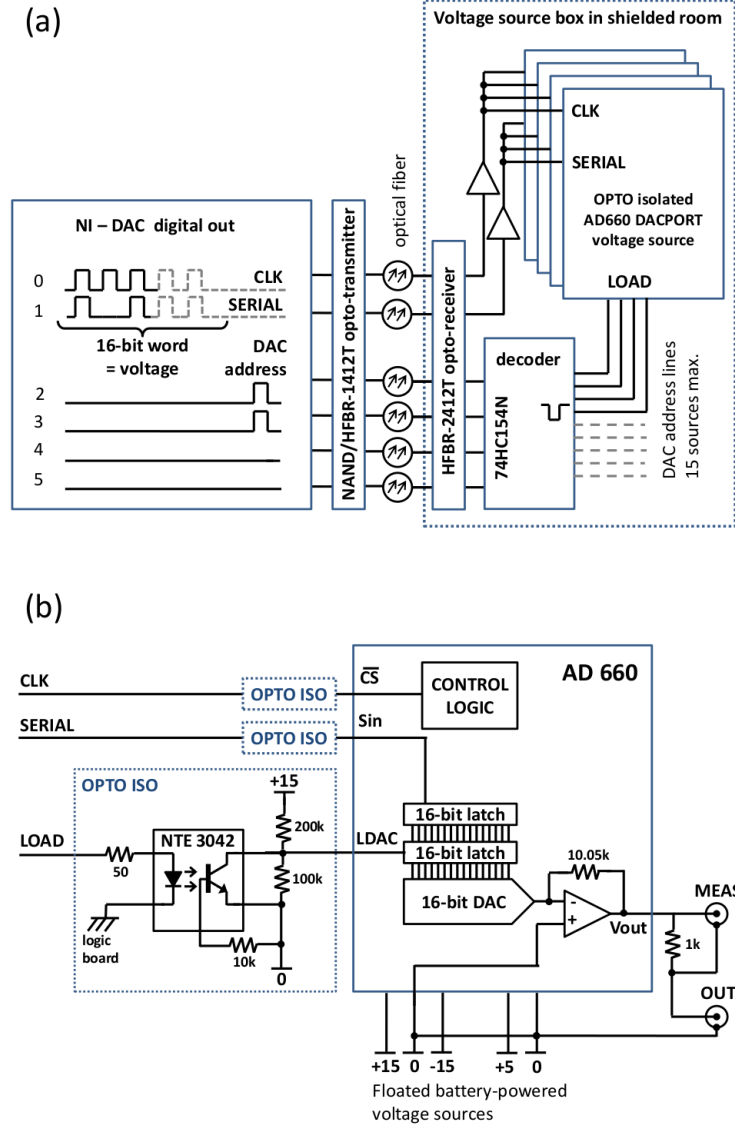 (a)
Voltage source box in shielded room
CLK
SERIAL
OPTO isolated
AD660 DACPORT
voltage source
LOAD
optical fiber
NI – DAC digital out
0
CLK
1
SERIAL
16-bit word
= voltage
DAC
address
2
3
4
5
NAND/HFBR-1412T opto-transmitter
HFBR-2412T opto-receiver
decoder
74HC154N
DAC address lines
15 sources max.
(b)
CLK
OPTO ISO
CS
CONTROL
LOGIC
AD 660
SERIAL
OPTO ISO
Sin
OPTO ISO
+15
200k
LOAD
50
NTE 3042
LDAC
100k
logic
board
10k
0
16-bit latch
16-bit latch
16-bit DAC
10.05k
-
+
Vout
MEAS
1k
OUT
+15 0 -15 +5 0
Floated battery-powered
voltage sources